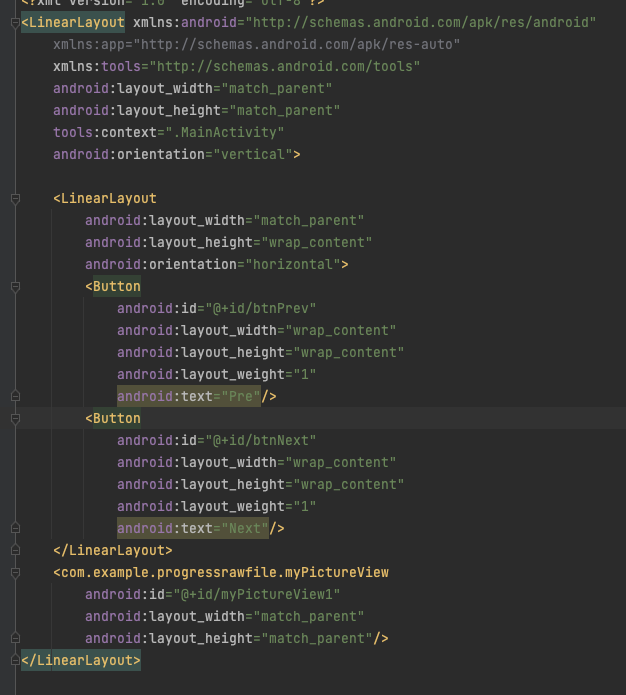 <?xml version="1.0" encoding="utf-8"?>
<LinearLayout xmlns:android="http://schemas.android.com/apk/res/android"
    xmlns:app="http://schemas.android.com/apk/res-auto"
    xmlns:tools="http://schemas.android.com/tools"
    android:layout_width="match_parent"
    android:layout_height="match_parent"
    tools:context=".MainActivity"
    android:orientation="vertical">

    <LinearLayout
        android:layout_width="match_parent"
        android:layout_height="wrap_content"
        android:orientation="horizontal">
        <Button
            android:id="@+id/btnPrev"
            android:layout_width="wrap_content"
            android:layout_height="wrap_content"
            android:layout_weight="1"
            android:text="Pre"/>
        <Button
            android:id="@+id/btnNext"
            android:layout_width="wrap_content"
            android:layout_height="wrap_content"
            android:layout_weight="1"
            android:text="Next"/>
    </LinearLayout>
    <com.example.progressrawfile.myPictureView
        android:id="@+id/myPictureView1"
        android:layout_width="match_parent"
        android:layout_height="match_parent"/>
</LinearLayout>